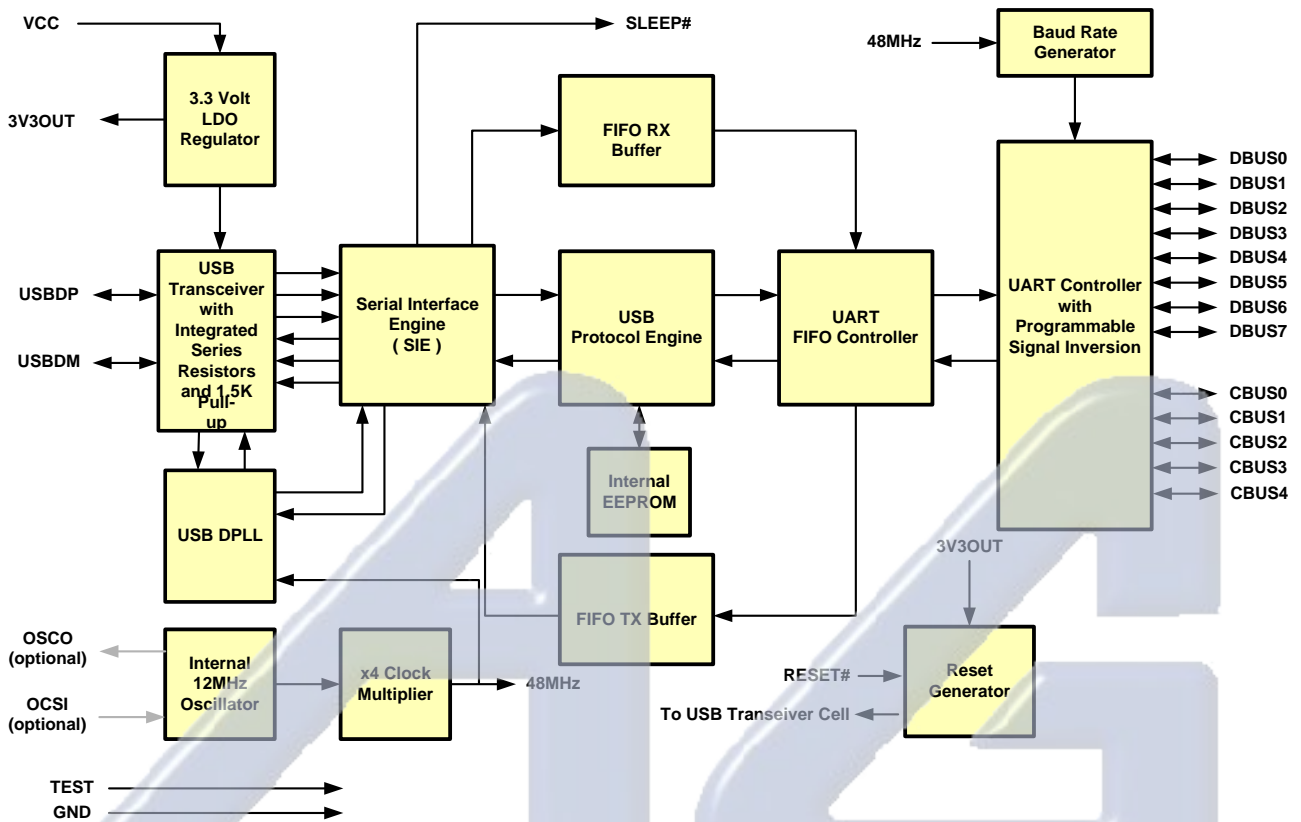 VCC
SLEEP#
48MHz
Baud Rate
Generator
3.3 Volt
LDO
Regulator
3V3OUT
FIFO RX
Buffer
DBUS0
DBUS1
DBUS2
DBUS3
DBUS4
DBUS5
DBUS6
DBUS7
USBDP
USBDM
USB
Transceiver
with
Integrated
Series
Resistors
and 1.5K
Pull-
up
Serial Interface
Engine
( SIE )
USB
Protocol Engine
UART
FIFO Controller
UART Controller
with
Programmable
Signal Inversion
CBUS0
CBUS1
CBUS2
CBUS3
CBUS4
USB DPLL
Internal
EEPROM
3V3OUT
FIFO TX Buffer
OSCO
(optional)
OCSI
(optional)
Internal
12MHz
Oscillator
x4 Clock
Multiplier
48MHz
RESET#
To USB Transeiver Cell
Reset
Generator
TEST
GND